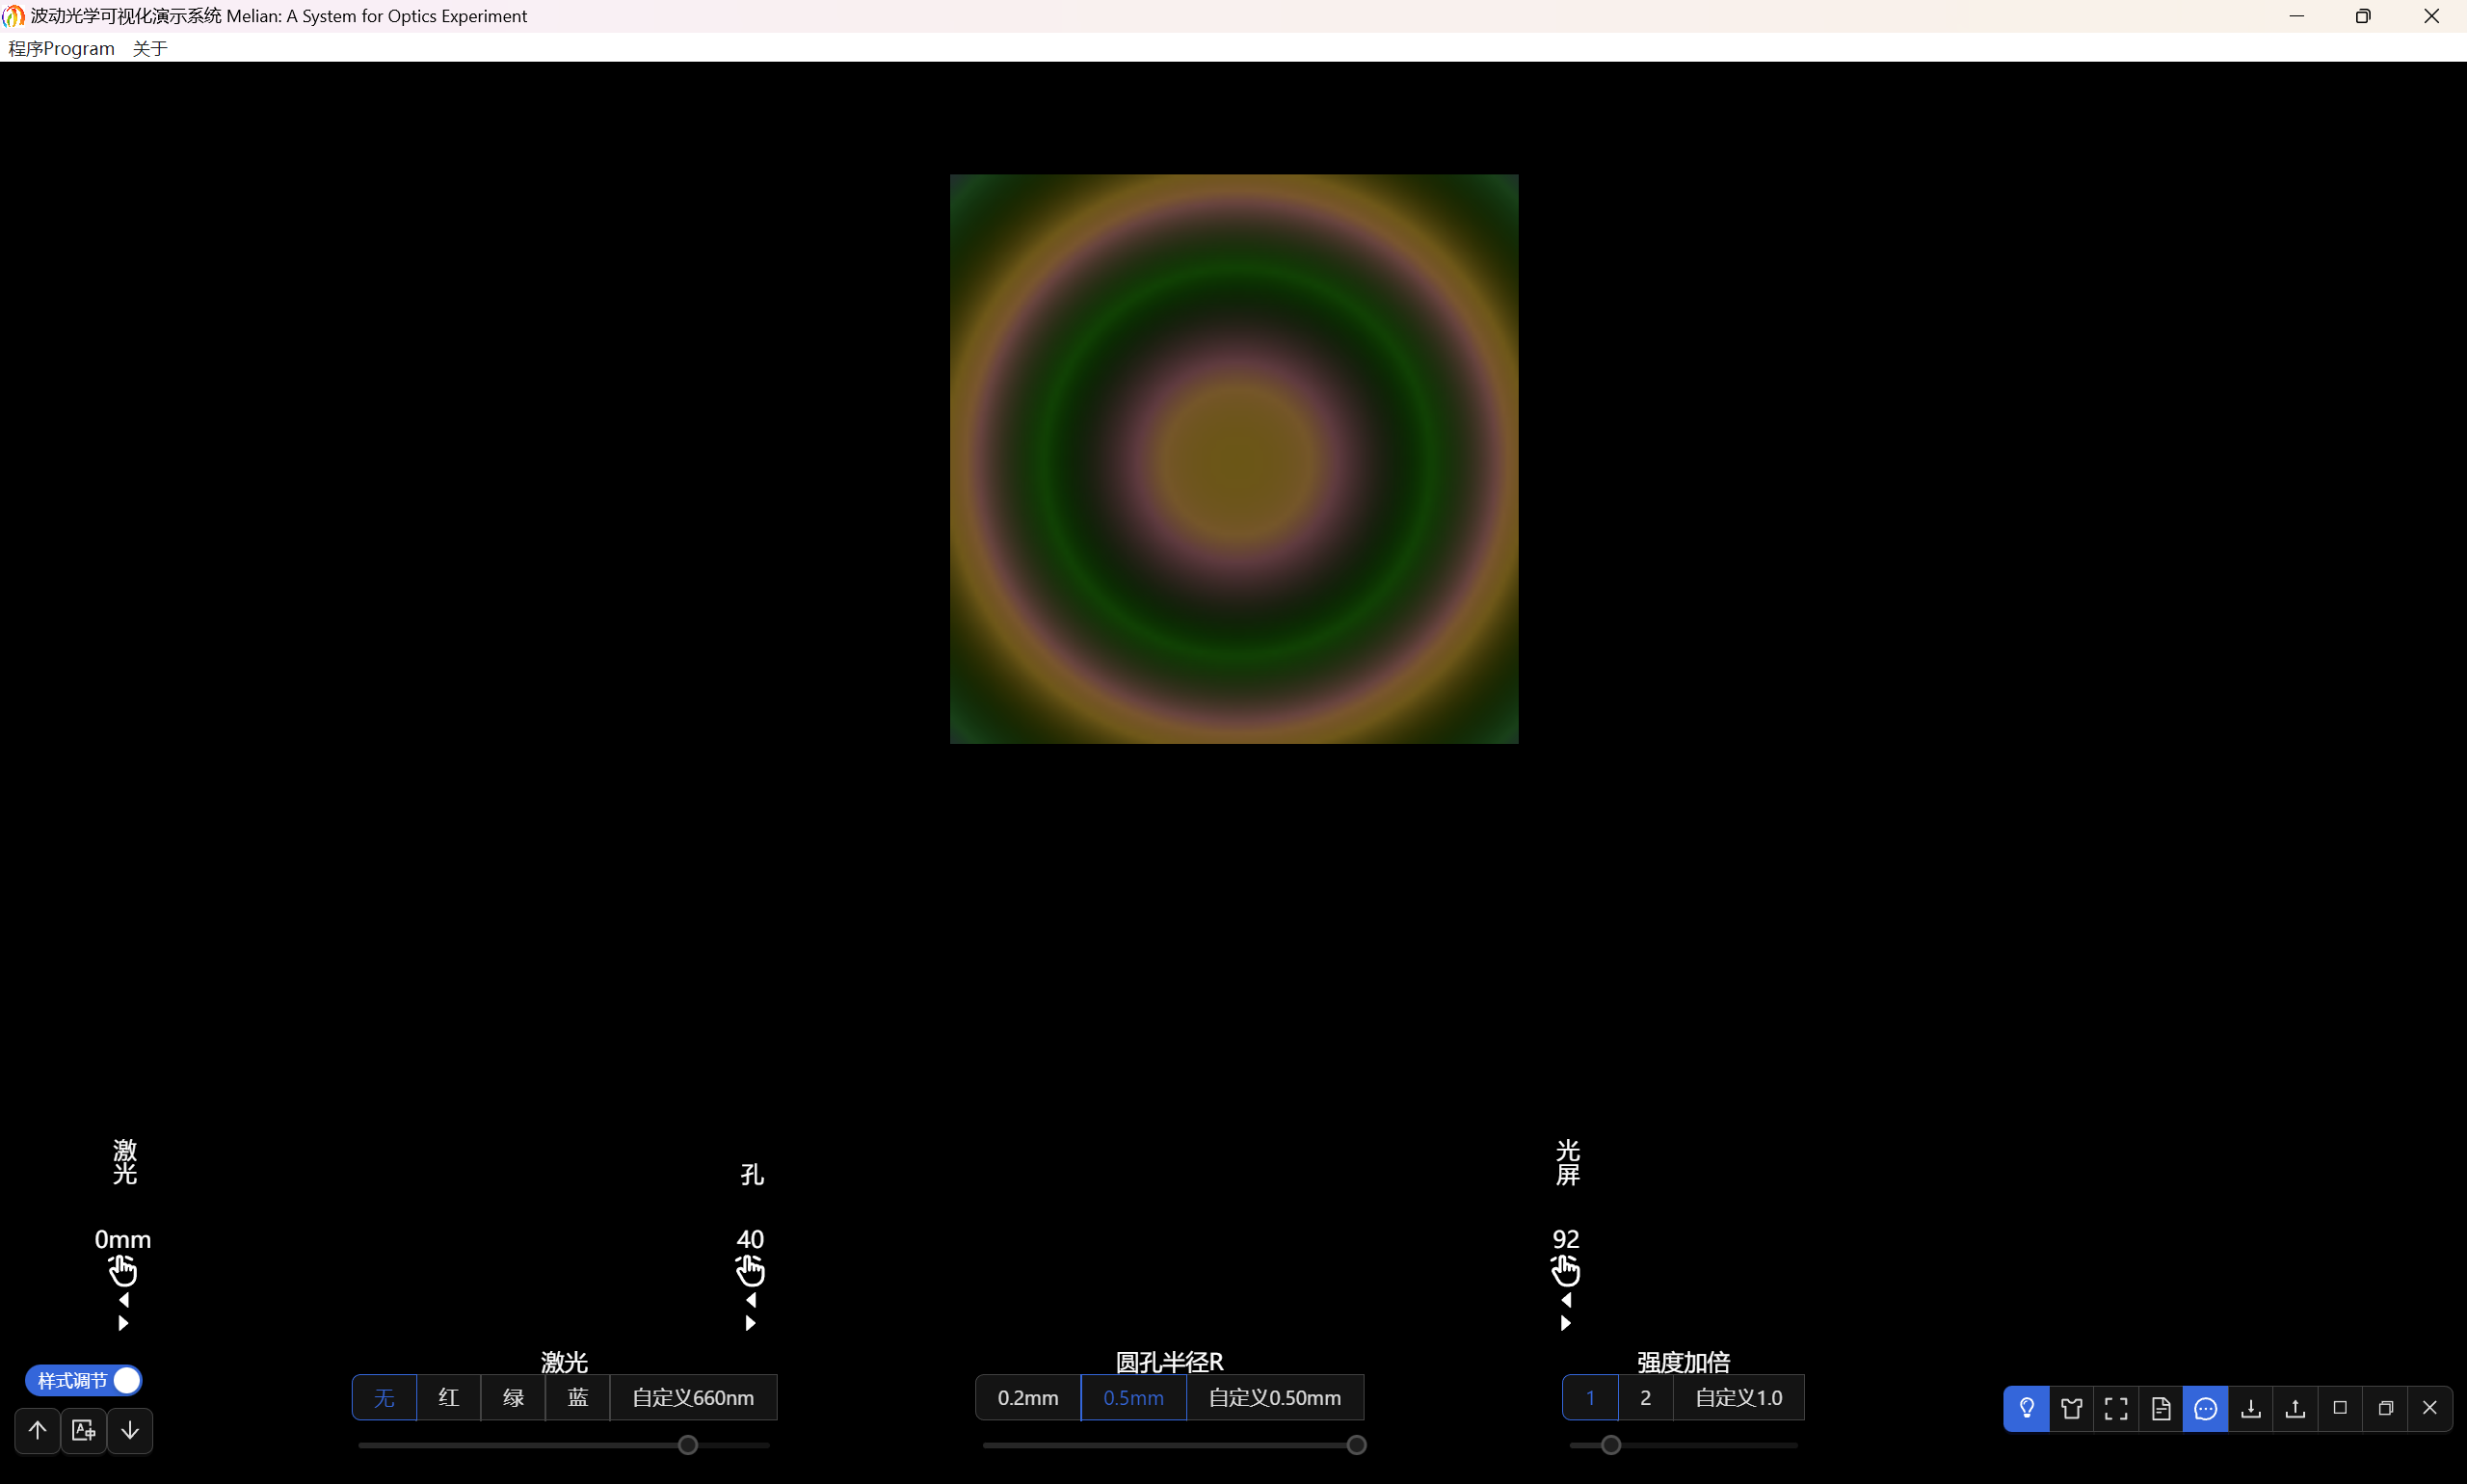 波动光学可视化演示系统 Melian: A System for Optics Experiment
程序Program 关于
激光
孔
光屏
0mm
40
92
激光
圆孔半径R
强度加倍
样式调节
无 红 绿 蓝 自定义660nm
0.2mm 0.5mm 自定义0.50mm
1 2 自定义1.0